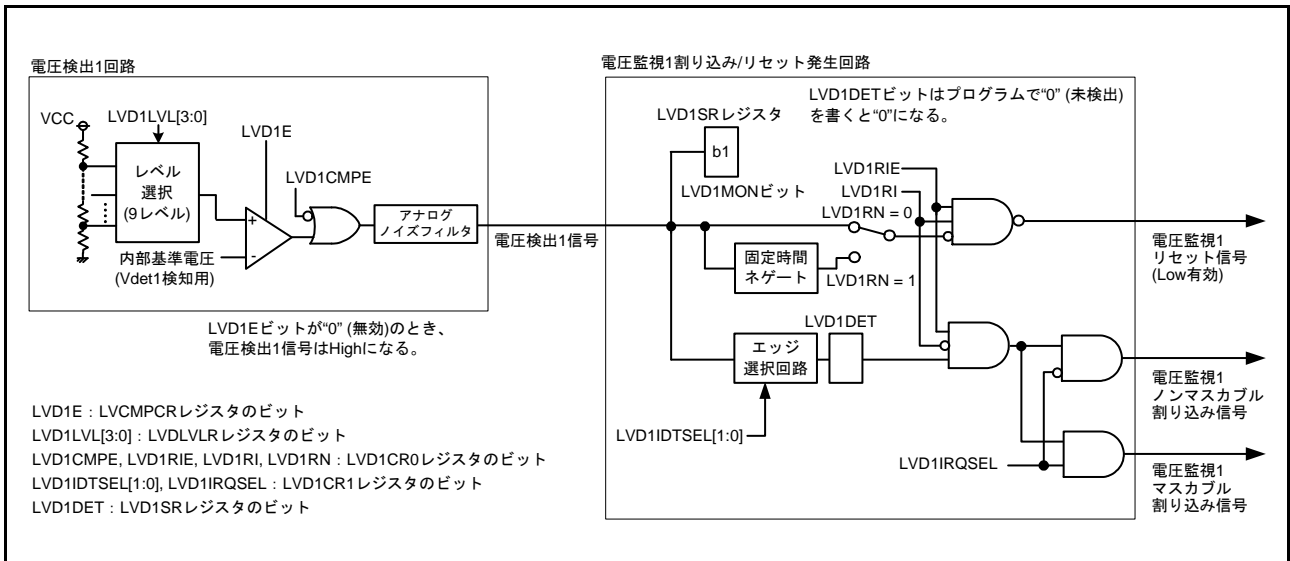 電圧検出1回路
VCC
LVD1LVL[3:0]
レベル
選択
(9レベル)
LVD1E
LVD1CMPE
+
-
内部基準電圧
(Vdet1検知用)
アナログ
ノイズフィルタ
電圧検出1信号
LVD1Eビットが“0” (無効)のとき、
電圧検出1信号はHighになる。
電圧監視1割り込み/リセット発生回路
LVD1DETビットはプログラムで“0” (未検出)
を書くと“0”になる。
LVD1SRレジスタ
b1
LVD1MONビット
LVD1RIE
LVD1RI
LVD1RN = 0
固定時間
ネゲート
LVD1RN = 1
LVD1DET
エッジ
選択回路
LVD1IDTSEL[1:0]
LVD1IRQSEL
電圧監視1
リセット信号
(Low有効)
電圧監視1
ノンマスカブル
割り込み信号
電圧監視1
マスカブル
割り込み信号
LVD1E : LVCMPCRレジスタのビット
LVD1LVL[3:0] : LVDLVLRレジスタのビット
LVD1CMPE, LVD1RIE, LVD1RI, LVD1RN : LVD1CR0レジスタのビット
LVD1IDTSEL[1:0], LVD1IRQSEL : LVD1CR1レジスタのビット
LVD1DET : LVD1SRレジスタのビット